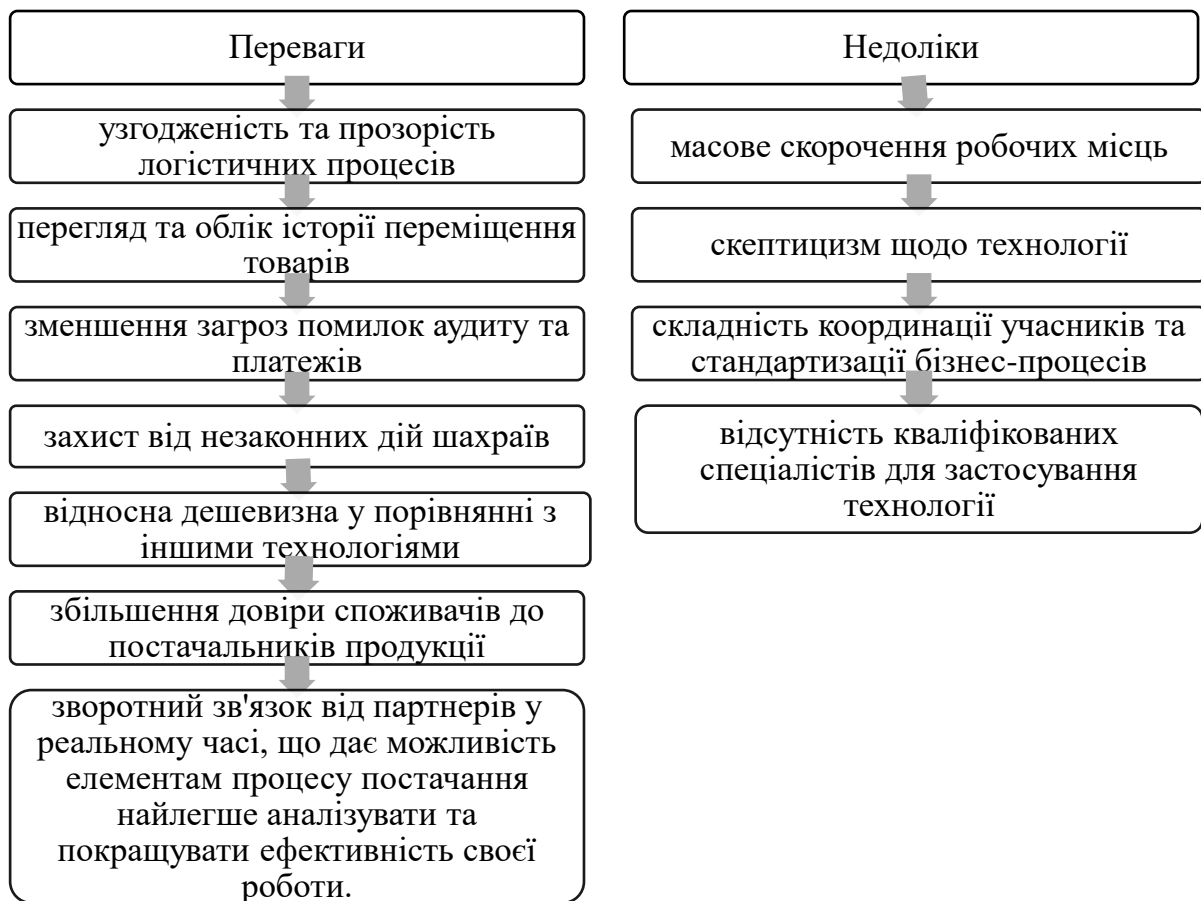 Переваги
узгодженість та прозорість
логістичних процесів
перегляд та облік історії переміщення
товарів
зменшення загроз помилок аудиту та
платежів
захист від незаконних дій шахраїв
відносна дешевизна у порівнянні з
іншими технологіями
збільшення довіри споживачів до
постачальників продукції
зворотний зв'язок від партнерів у
реальному часі, що дає можливість
елементам процесу постачання
найлегше аналізувати та
покращувати ефективність своєї
роботи.
Недоліки
масове скорочення робочих місць
скептицизм щодо технології
складність координації учасників та
стандартизації бізнес-процесів
відсутність кваліфікованих
спеціалістів для застосування
технології